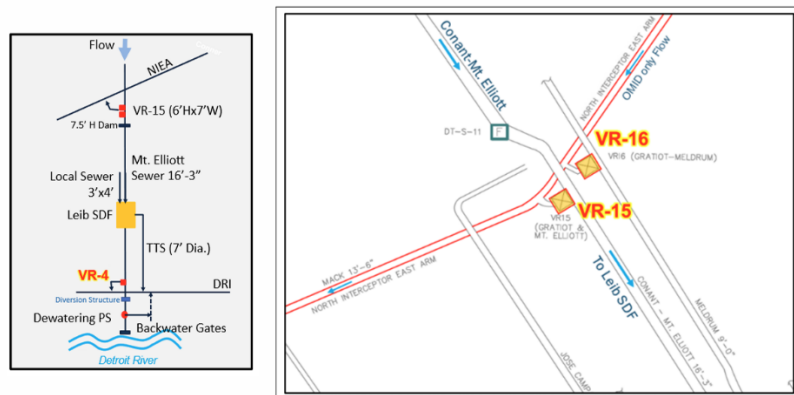 Flow
NIEA
VR-15 (6'Hx7'W)
7.5' H Dam
Mt. Elliott
Sewer 16'-3"
Local Sewer
3'x4'
Leib SDF
TTS (7' Dia.)
VR-4
DRI
Diversion Structure
Dewatering PS
Backwater Gates
Detroit River
Conant-Mt. Elliott
NORTH INTERCEPTOR EAST ARM
OMID only Flow
DT-S-11
F
VR-16
VR16 (GRATIOT-MELDRUM)
VR-15
VR15
(GRATIOT &
MT. ELLIOTT)
MACK 13'-6"
NORTH INTERCEPTOR EAST ARM
To Leib SDF
CONANT - MT. ELLIOTT 16'-3"
MELDRUM 9'-0"
JOSE CAMP